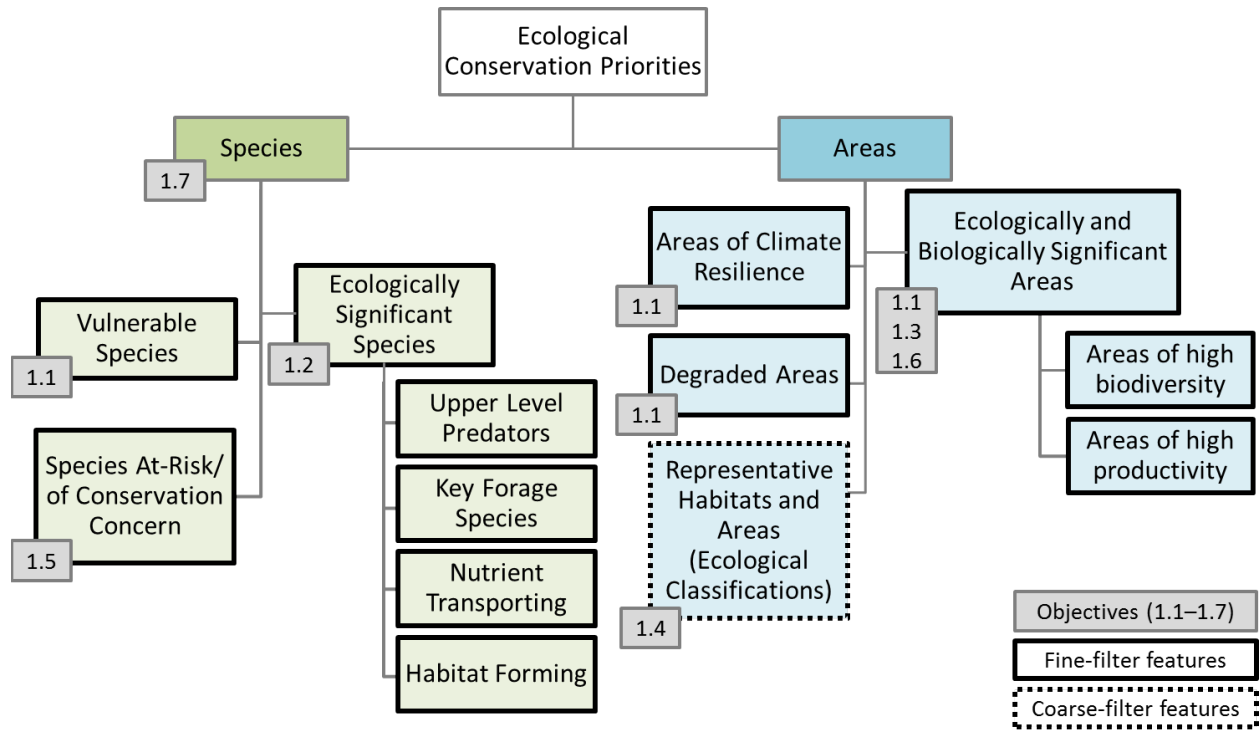 Ecological
Conservation Priorities
Species
1.7
Areas
Vulnerable
Species
1.1
Ecologically
Significant
Species
1.2
Species At-Risk/
of Conservation
Concern
1.5
Upper Level
Predators
Key Forage
Species
Nutrient
Transporting
Habitat Forming
Areas of Climate
Resilience
1.1
Degraded Areas
1.1
Representative
Habitats and
Areas
(Ecological
Classifications)
1.4
Ecologically and
Biologically Significant
Areas
1.1
1.3
1.6
Areas of high
biodiversity
Areas of high
productivity
Objectives (1.1–1.7)
Fine-filter features
Coarse-filter features